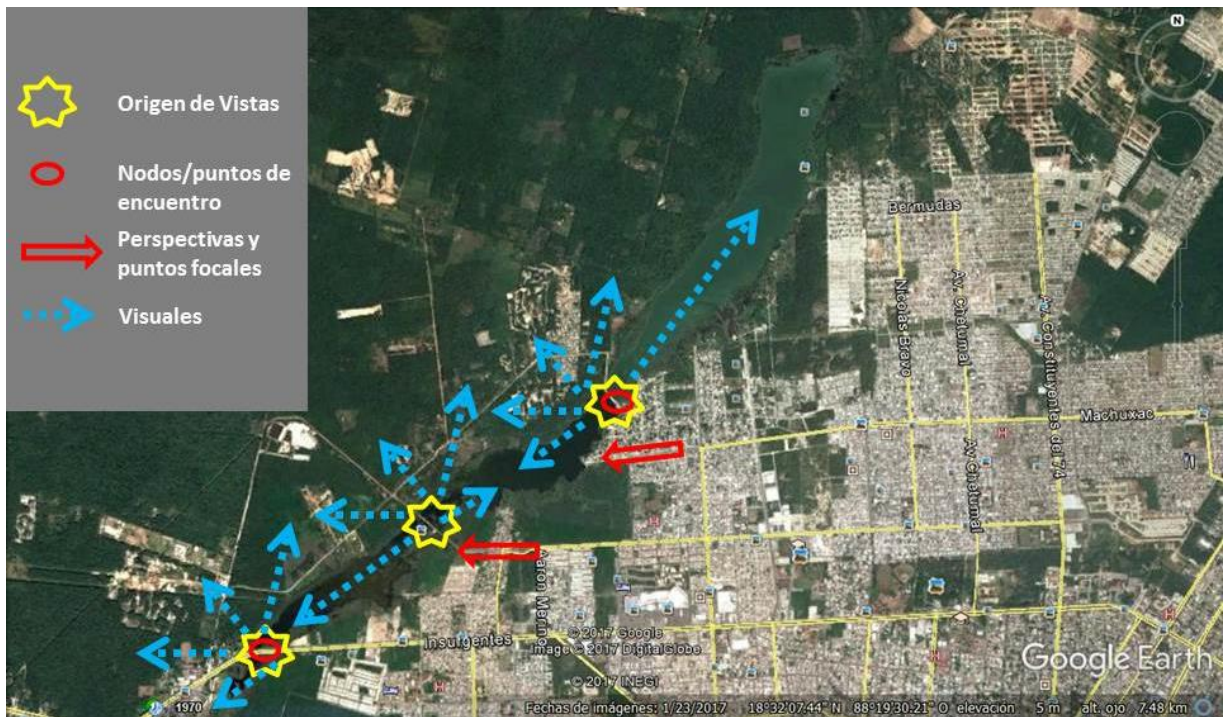 Origen de Vistas
Nodos/puntos de
encuentro
Perspectivas y
puntos focales
Visuales
N
Bermudas
Nicolas Bravo
Av. Chetumal
Av. Constituyentes del 74
Machuxac
Av Chetumal
Aaron Merino
Insurgentes
© 2017 Google
Image © 2017 DigitalGlobe
© 2017 INEGI
Google Earth
1970
Fechas de imágenes: 1/23/2017 18°32'07.44" N 88°19'30.21" O elevación 5 m alt. ojo 7.48 km